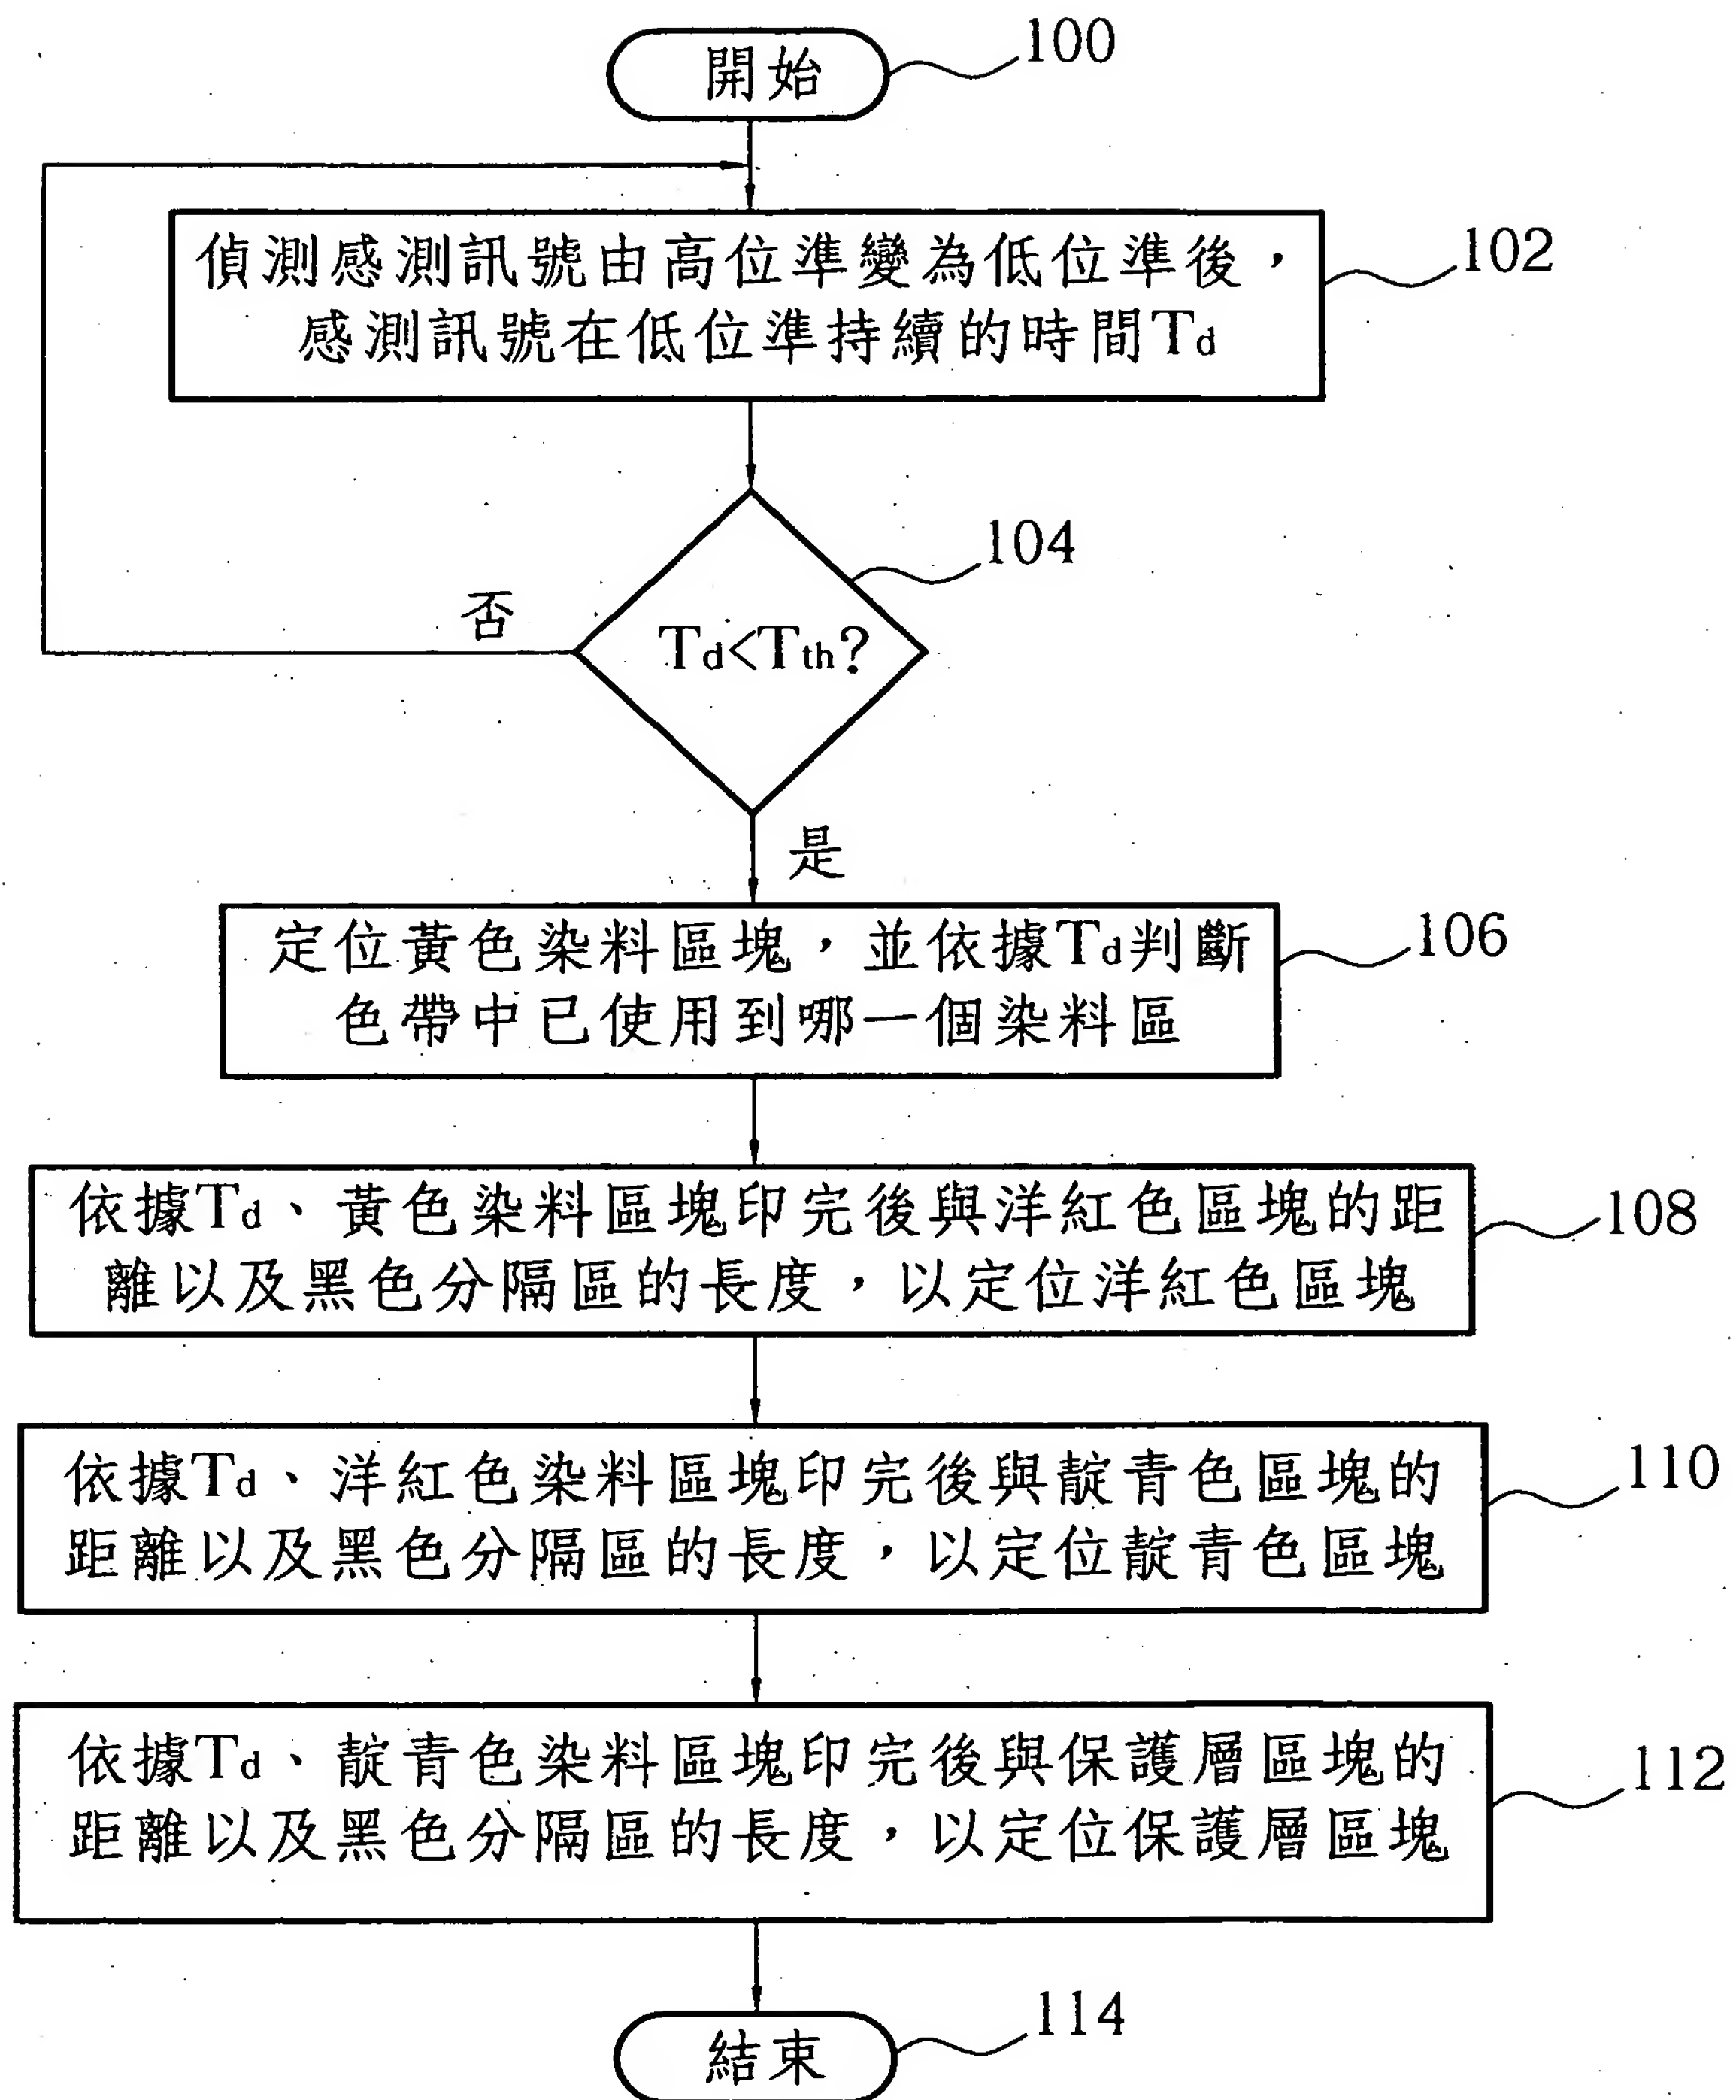 開始
100
偵測感測訊號由高位準變為低位準後，
感測訊號在低位準持續的時間Td
102
104
否
Td<Tth?
是
定位黃色染料區塊，並依據Td判斷
色帶中已使用到哪一個染料區
106
依據Td、黃色染料區塊印完後與洋紅色區塊的距
離以及黑色分隔區的長度，以定位洋紅色區塊
108
依據Td、洋紅色染料區塊印完後與靛青色區塊的
距離以及黑色分隔區的長度，以定位靛青色區塊
110
依據Td、靛青色染料區塊印完後與保護層區塊的
距離以及黑色分隔區的長度，以定位保護層區塊
112
結束
114